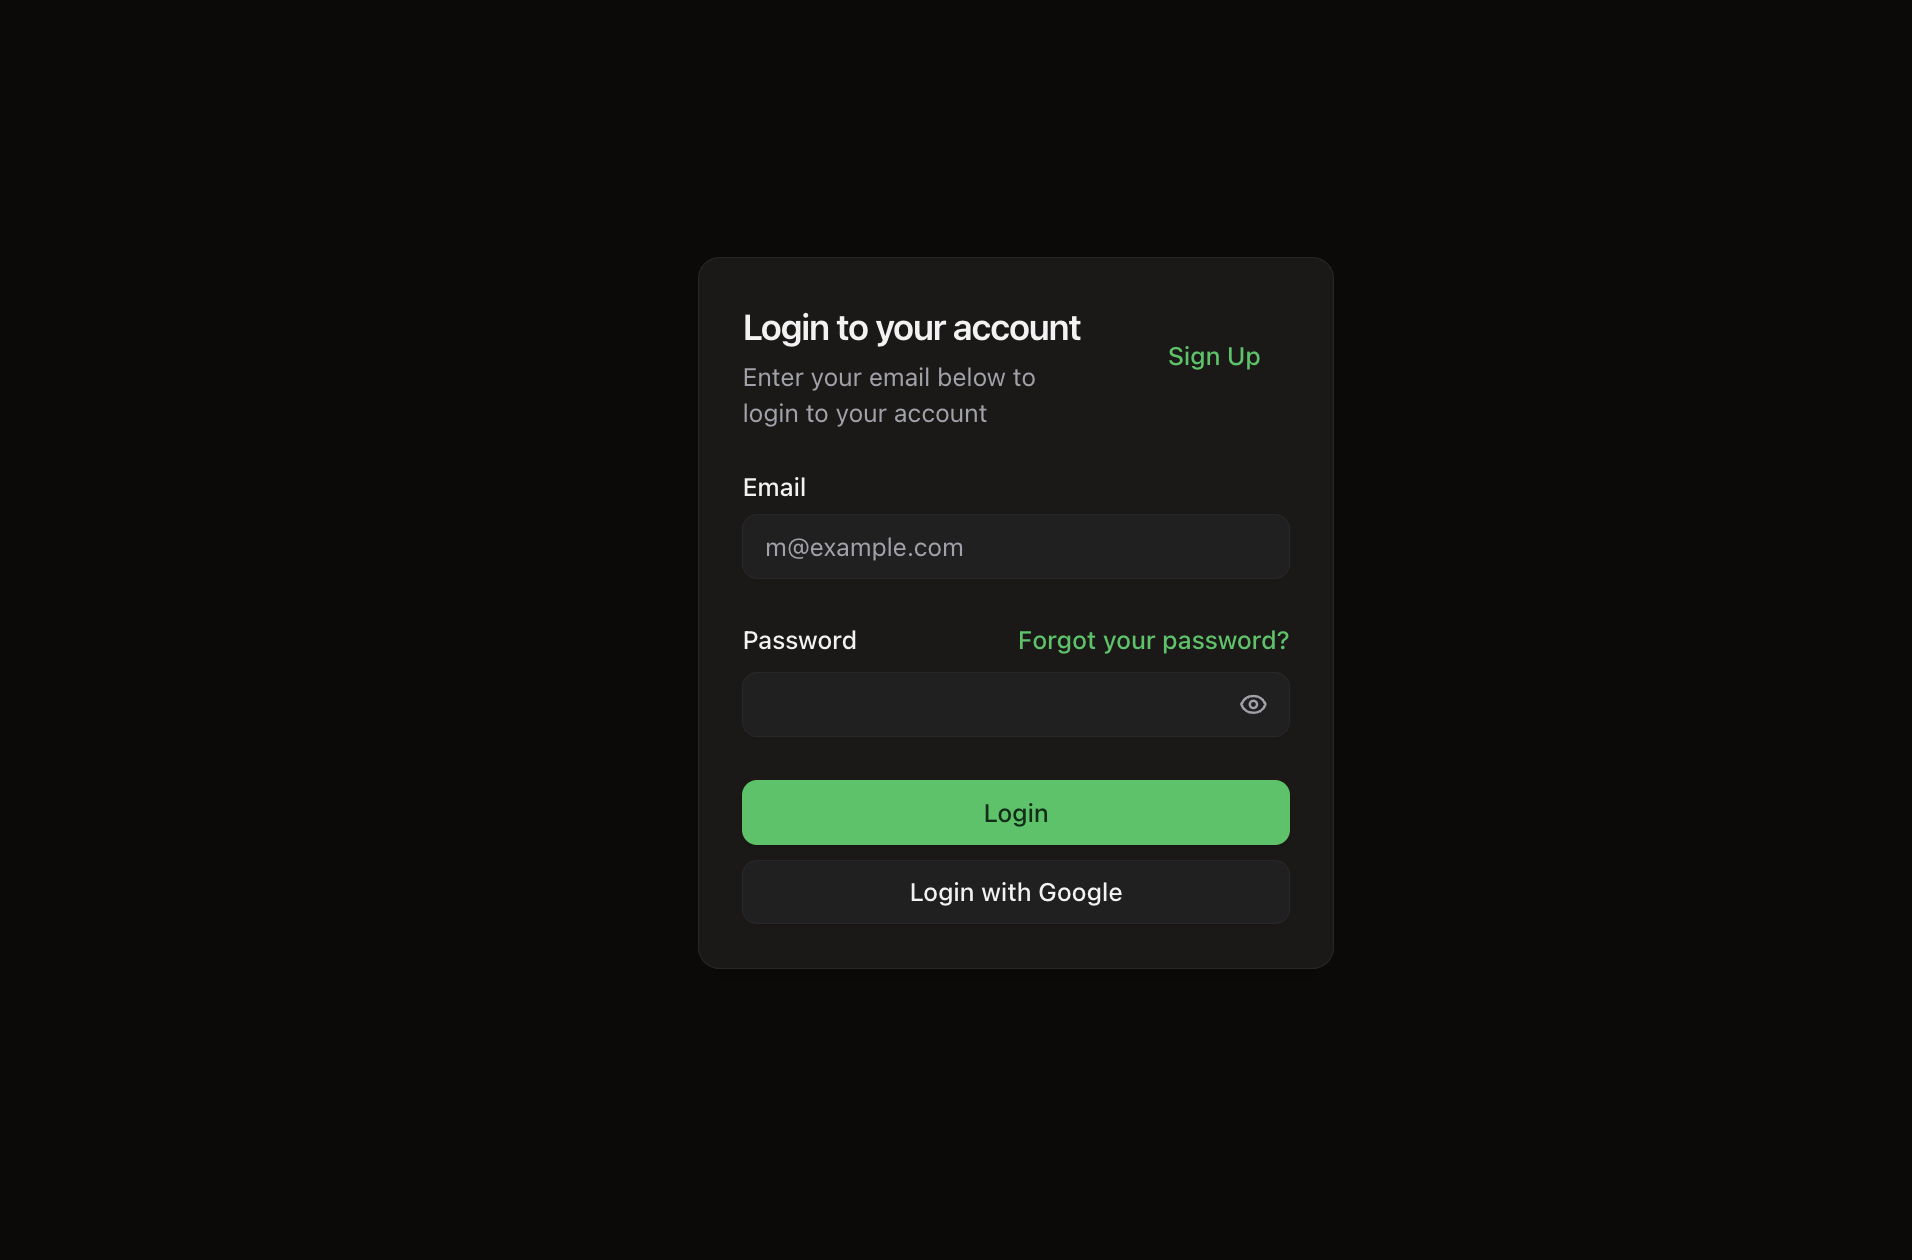 Login to your account
Sign Up
Enter your email below to
login to your account
Email
m@example.com
Password
Forgot your password?
Login
Login with Google